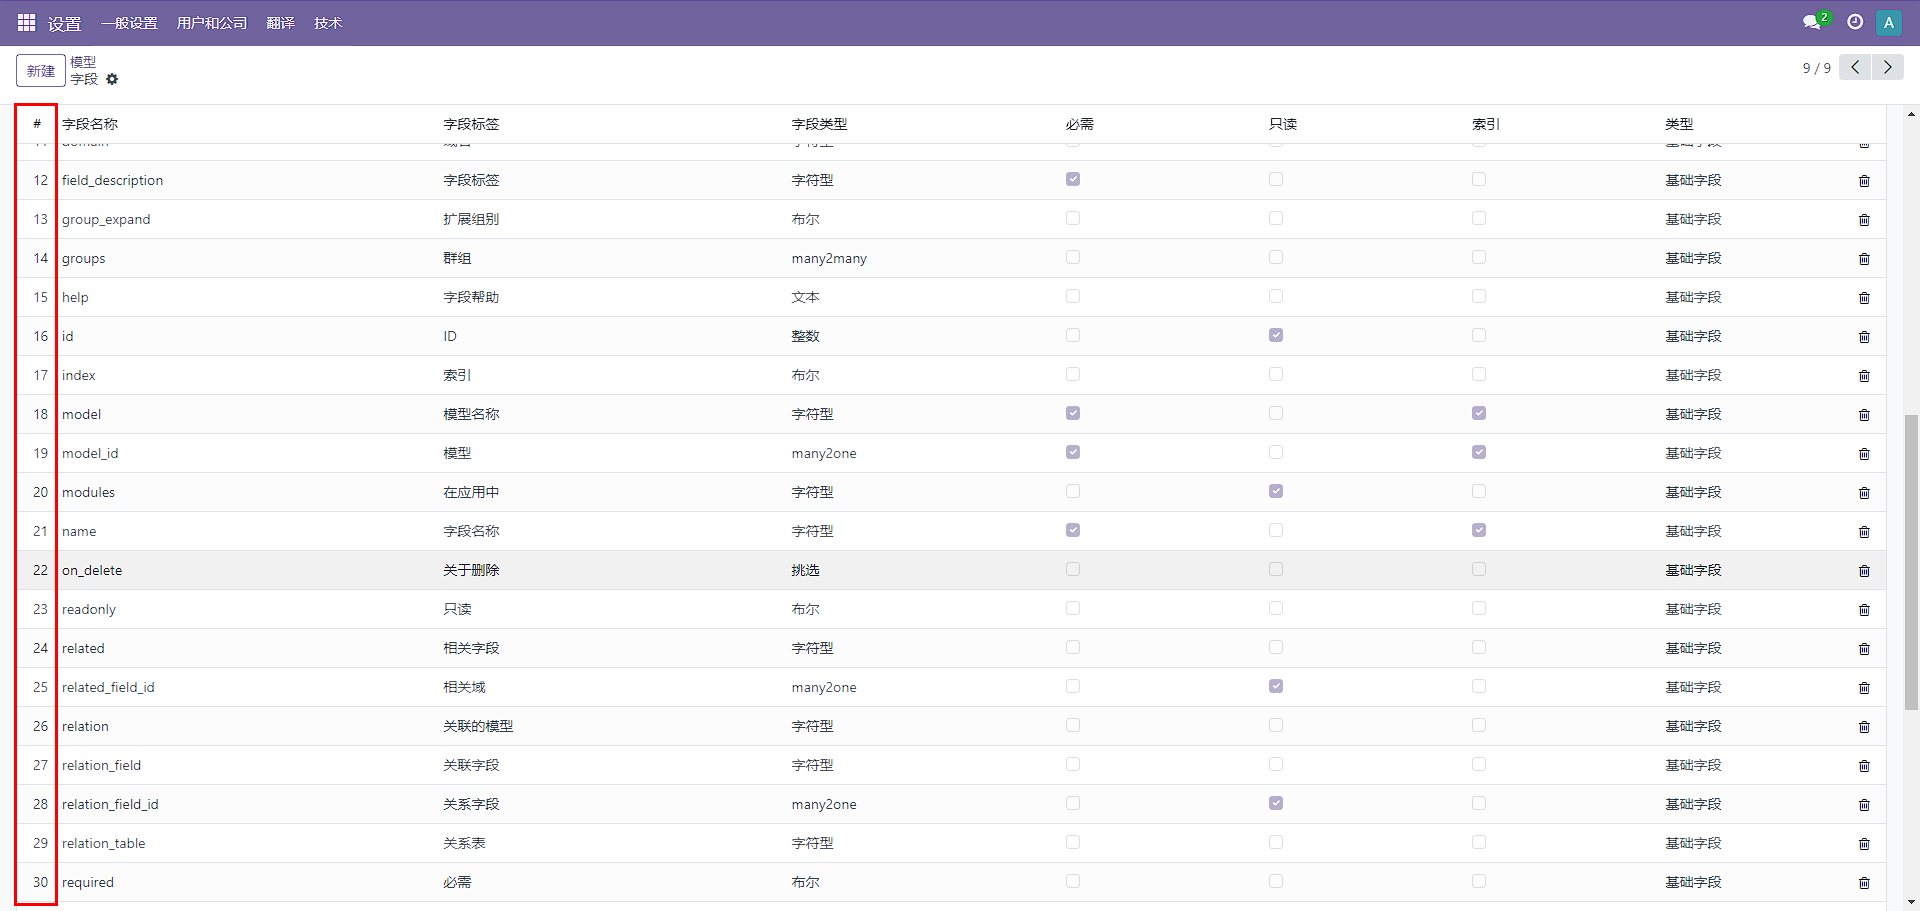 设置 一般设置 用户和公司 翻译 技术 2 A
新建 模型
字段 9 / 9
# 字段名称 字段标签 字段类型 必需 只读 索引 类型
12 field_description 字段标签 字符型 基础字段
13 group_expand 扩展组别 布尔 基础字段
14 groups 群组 many2many 基础字段
15 help 字段帮助 文本 基础字段
16 id ID 整数 基础字段
17 index 索引 布尔 基础字段
18 model 模型名称 字符型 基础字段
19 model_id 模型 many2one 基础字段
20 modules 在应用中 字符型 基础字段
21 name 字段名称 字符型 基础字段
22 on_delete 关于删除 挑选 基础字段
23 readonly 只读 布尔 基础字段
24 related 相关字段 字符型 基础字段
25 related_field_id 相关域 many2one 基础字段
26 relation 关联的模型 字符型 基础字段
27 relation_field 关联字段 字符型 基础字段
28 relation_field_id 关系字段 many2one 基础字段
29 relation_table 关系表 字符型 基础字段
30 required 必需 布尔 基础字段